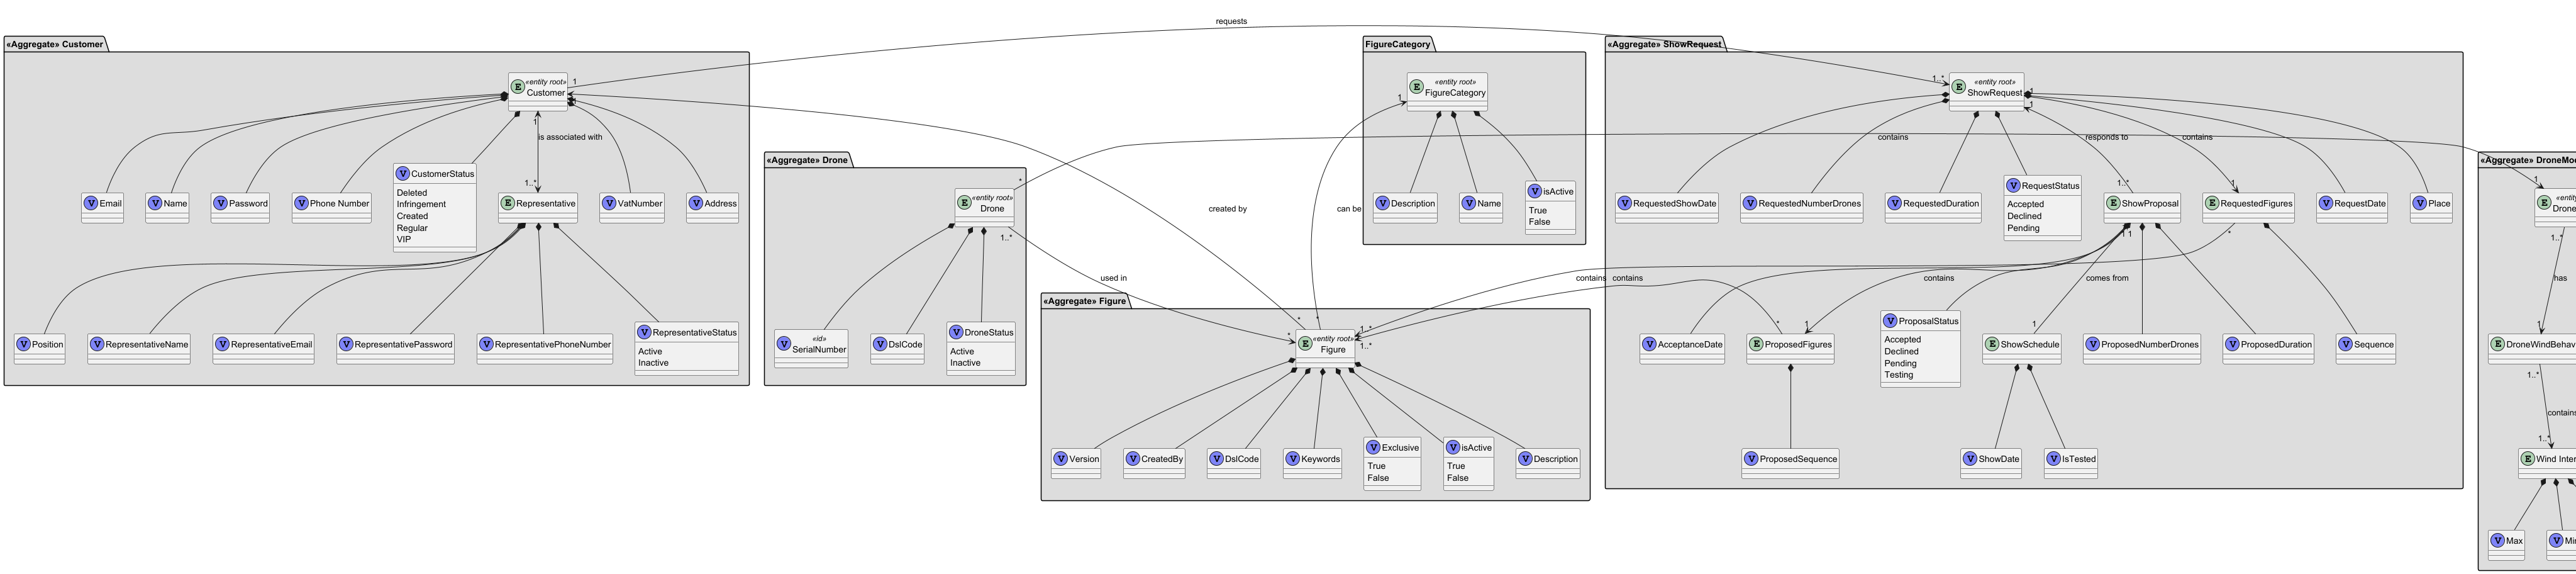 requests
«Aggregate» Customer
FigureCategory
«Aggregate» ShowRequest
E «entity root»
Customer
1
E «entity root»
FigureCategory
1
1..*
E «entity root»
ShowRequest
1
1
1
is associated with
contains
responds to
contains
«Aggregate» Drone
«Aggregate» DroneMod
V CustomerStatus
Deleted
Infringement
Created
Regular
VIP
1..*
V Email
V Name
V Password
V Phone Number
E Representative
V VatNumber
V Address
*
E «entity root»
Drone
1..*
created by
can be
V Description
V Name
V isActive
True
False
V RequestedShowDate
V RequestedNumberDrones
V RequestedDuration
V RequestStatus
Accepted
Declined
Pending
1..*
E ShowProposal
1
1
1
E RequestedFigures
*
V RequestDate
V Place
1
E «entity
Drone
1..*
used in
contains
contains
contains
comes from
has
«Aggregate» Figure
V Position
V RepresentativeName
V RepresentativeEmail
V RepresentativePassword
V RepresentativePhoneNumber
V RepresentativeStatus
Active
Inactive
V «id»
SerialNumber
V DslCode
V DroneStatus
Active
Inactive
*
*
*
E «entity root»
Figure
1..*
1..*
V AcceptanceDate
*
1
E ProposedFigures
V ProposalStatus
Accepted
Declined
Pending
Testing
1
E ShowSchedule
V ProposedNumberDrones
V ProposedDuration
V Sequence
1
E DroneWindBehav
1..*
contains
1..*
V Version
V CreatedBy
V DslCode
V Keywords
V Exclusive
True
False
V isActive
True
False
V Description
V ProposedSequence
V ShowDate
V IsTested
E Wind Inter
V Max
V Min